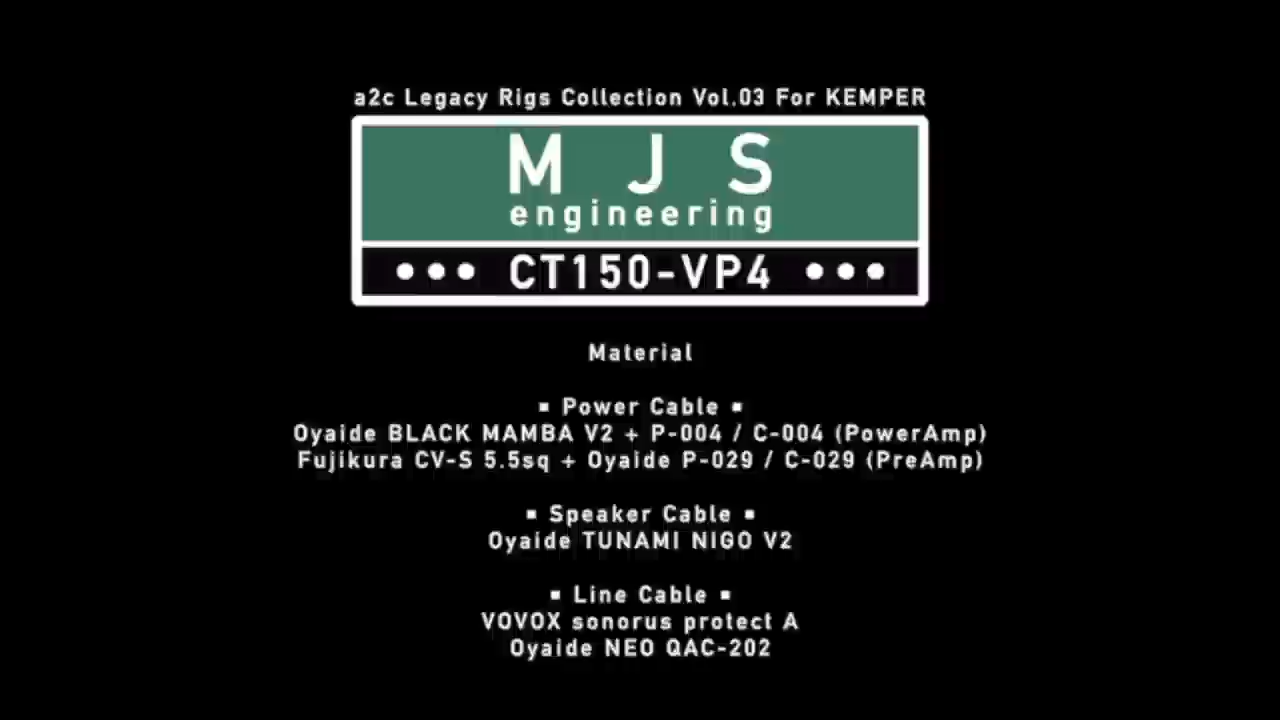 a2c Legacy Rigs Collection Vol.03 For KEMPER
M J S
engineering
••• CT150-VP4 •••
Material
▪ Power Cable ▪
Oyaide BLACK MAMBA V2 + P-004 / C-004 (PowerAmp)
Fujikura CV-S 5.5sq + Oyaide P-029 / C-029 (PreAmp)
▪ Speaker Cable ▪
Oyaide TUNAMI NIGO V2
▪ Line Cable ▪
VOVOX sonorus protect A
Oyaide NEO QAC-202